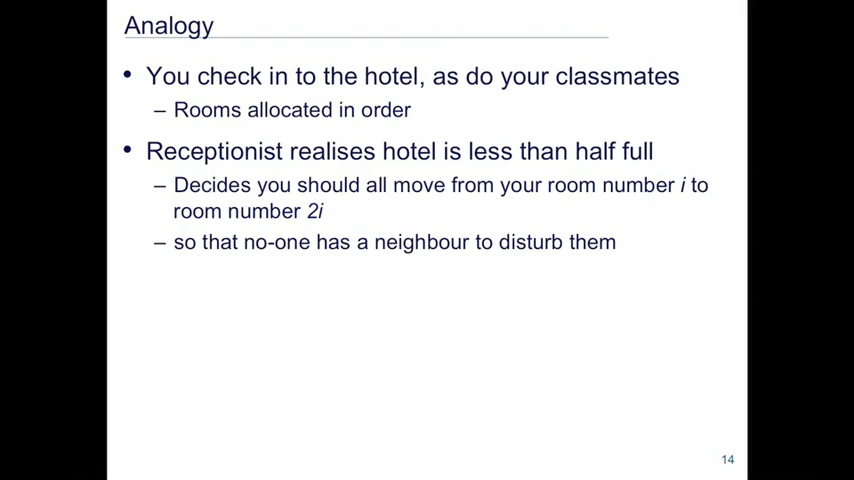 Analogy
• You check in to the hotel, as do your classmates
– Rooms allocated in order
• Receptionist realises hotel is less than half full
– Decides you should all move from your room number i to
room number 2i
– so that no-one has a neighbour to disturb them
14